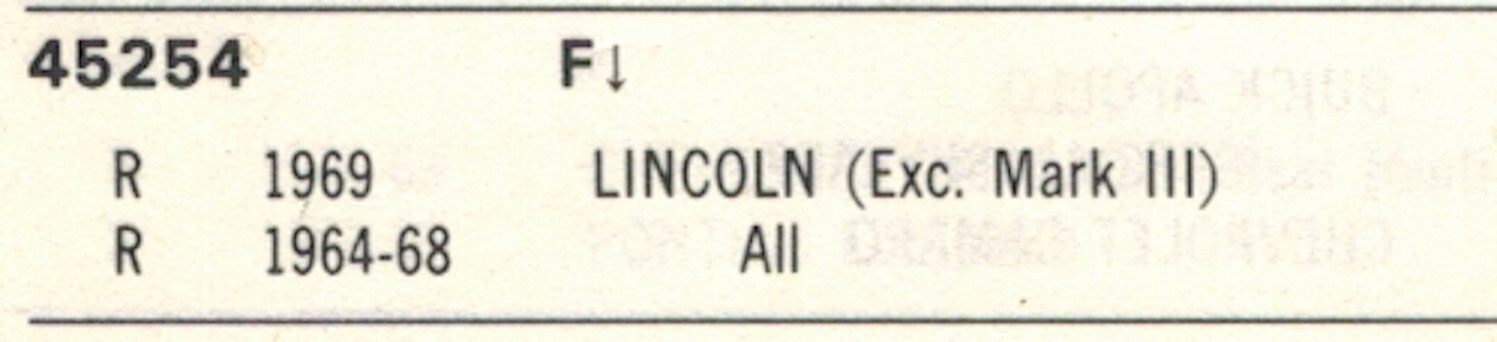 45254 F↓
R 1969 LINCOLN (Exc. Mark III)
R 1964-68 All